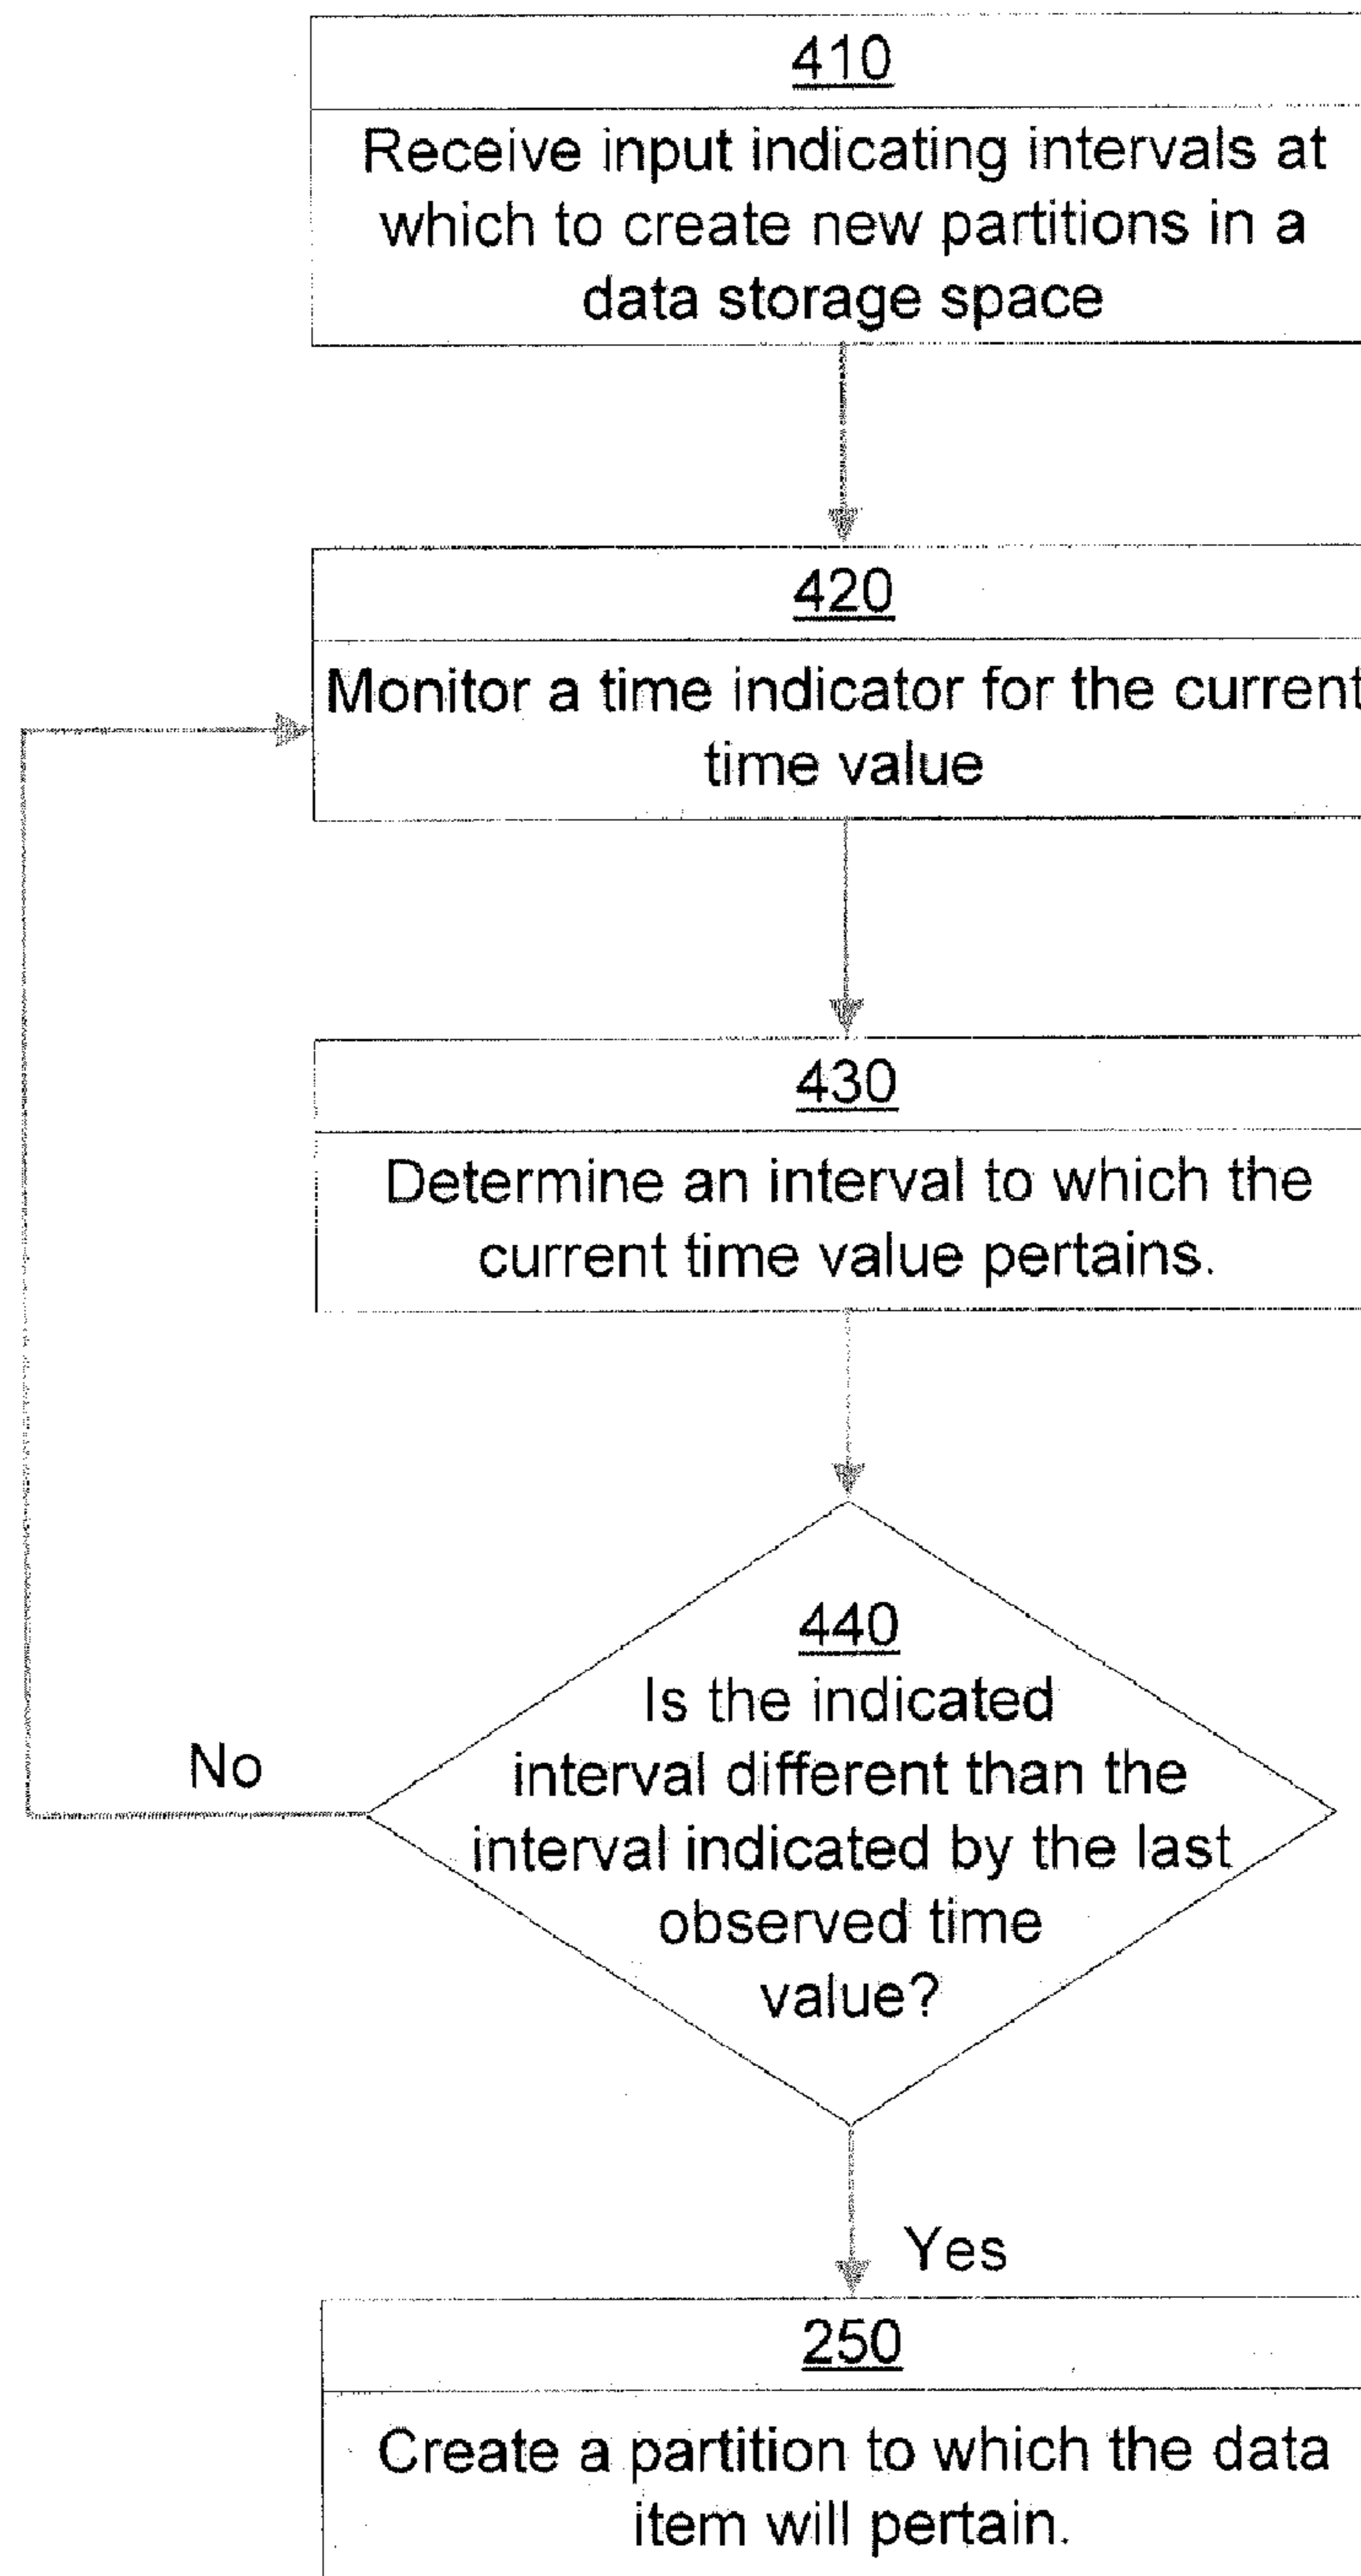 410
Receive input indicating intervals at
which to create new partitions in a
data storage space
420
Monitor a time indicator for the current
time value
430
Determine an interval to which the
current time value pertains.
440
Is the indicated
interval different than the
interval indicated by the last
observed time
value?
No
Yes
250
Create a partition to which the data
item will pertain.